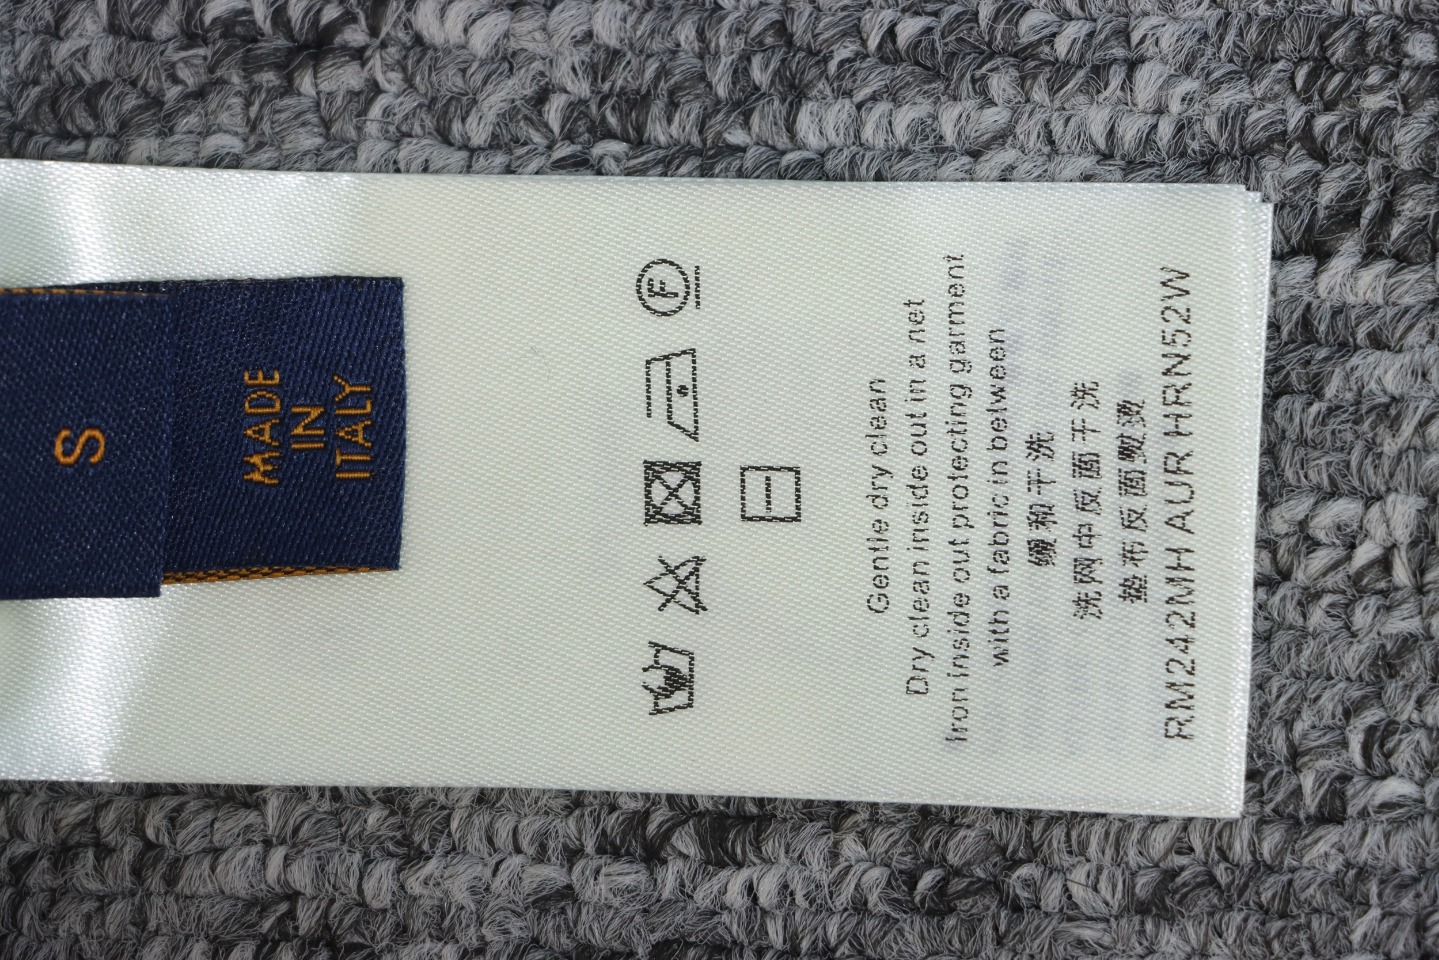 S
MADE
IN
ITALY
F
Gentle dry clean
Dry clean inside out in a net
Iron inside out protecting garment
with a fabric in between
缓和干洗
洗网中反面干洗
垫布反面熨烫
RM242MH AUR HRN52W